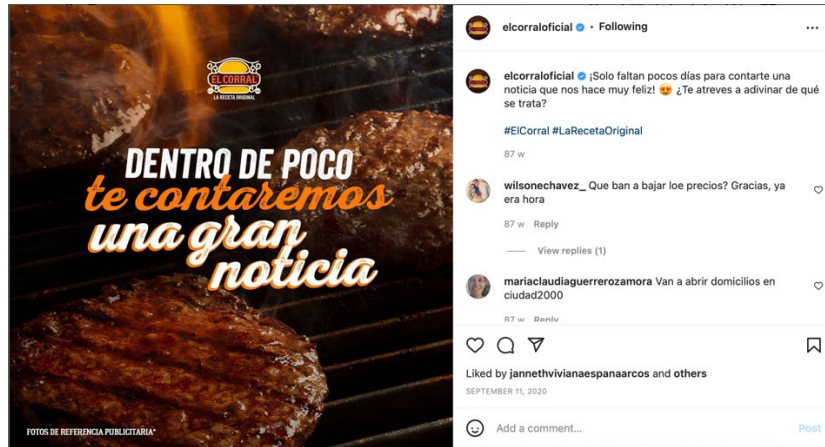 EL CORRAL
LA RECETA ORIGINAL
DENTRO DE POCO
te contaremos
una gran
noticia
FOTOS DE REFERENCIA PUBLICITARIA*
elcorraloficial • Following
elcorraloficial ¡Solo faltan pocos días para contarte una
noticia que nos hace muy feliz! 😍 ¿Te atreves a adivinar de qué
se trata?
#ElCorral #LaRecetaOriginal
87 w
wilsonechavez_ Que ban a bajar loe precios? Gracias, ya
era hora
87 w Reply
View replies (1)
mariaclaudiaguerrerozamora Van a abrir domicilios en
ciudad2000
87 w Reply
Liked by jannethvivianaespanaarcos and others
SEPTEMBER 11, 2020
Add a comment...
Post